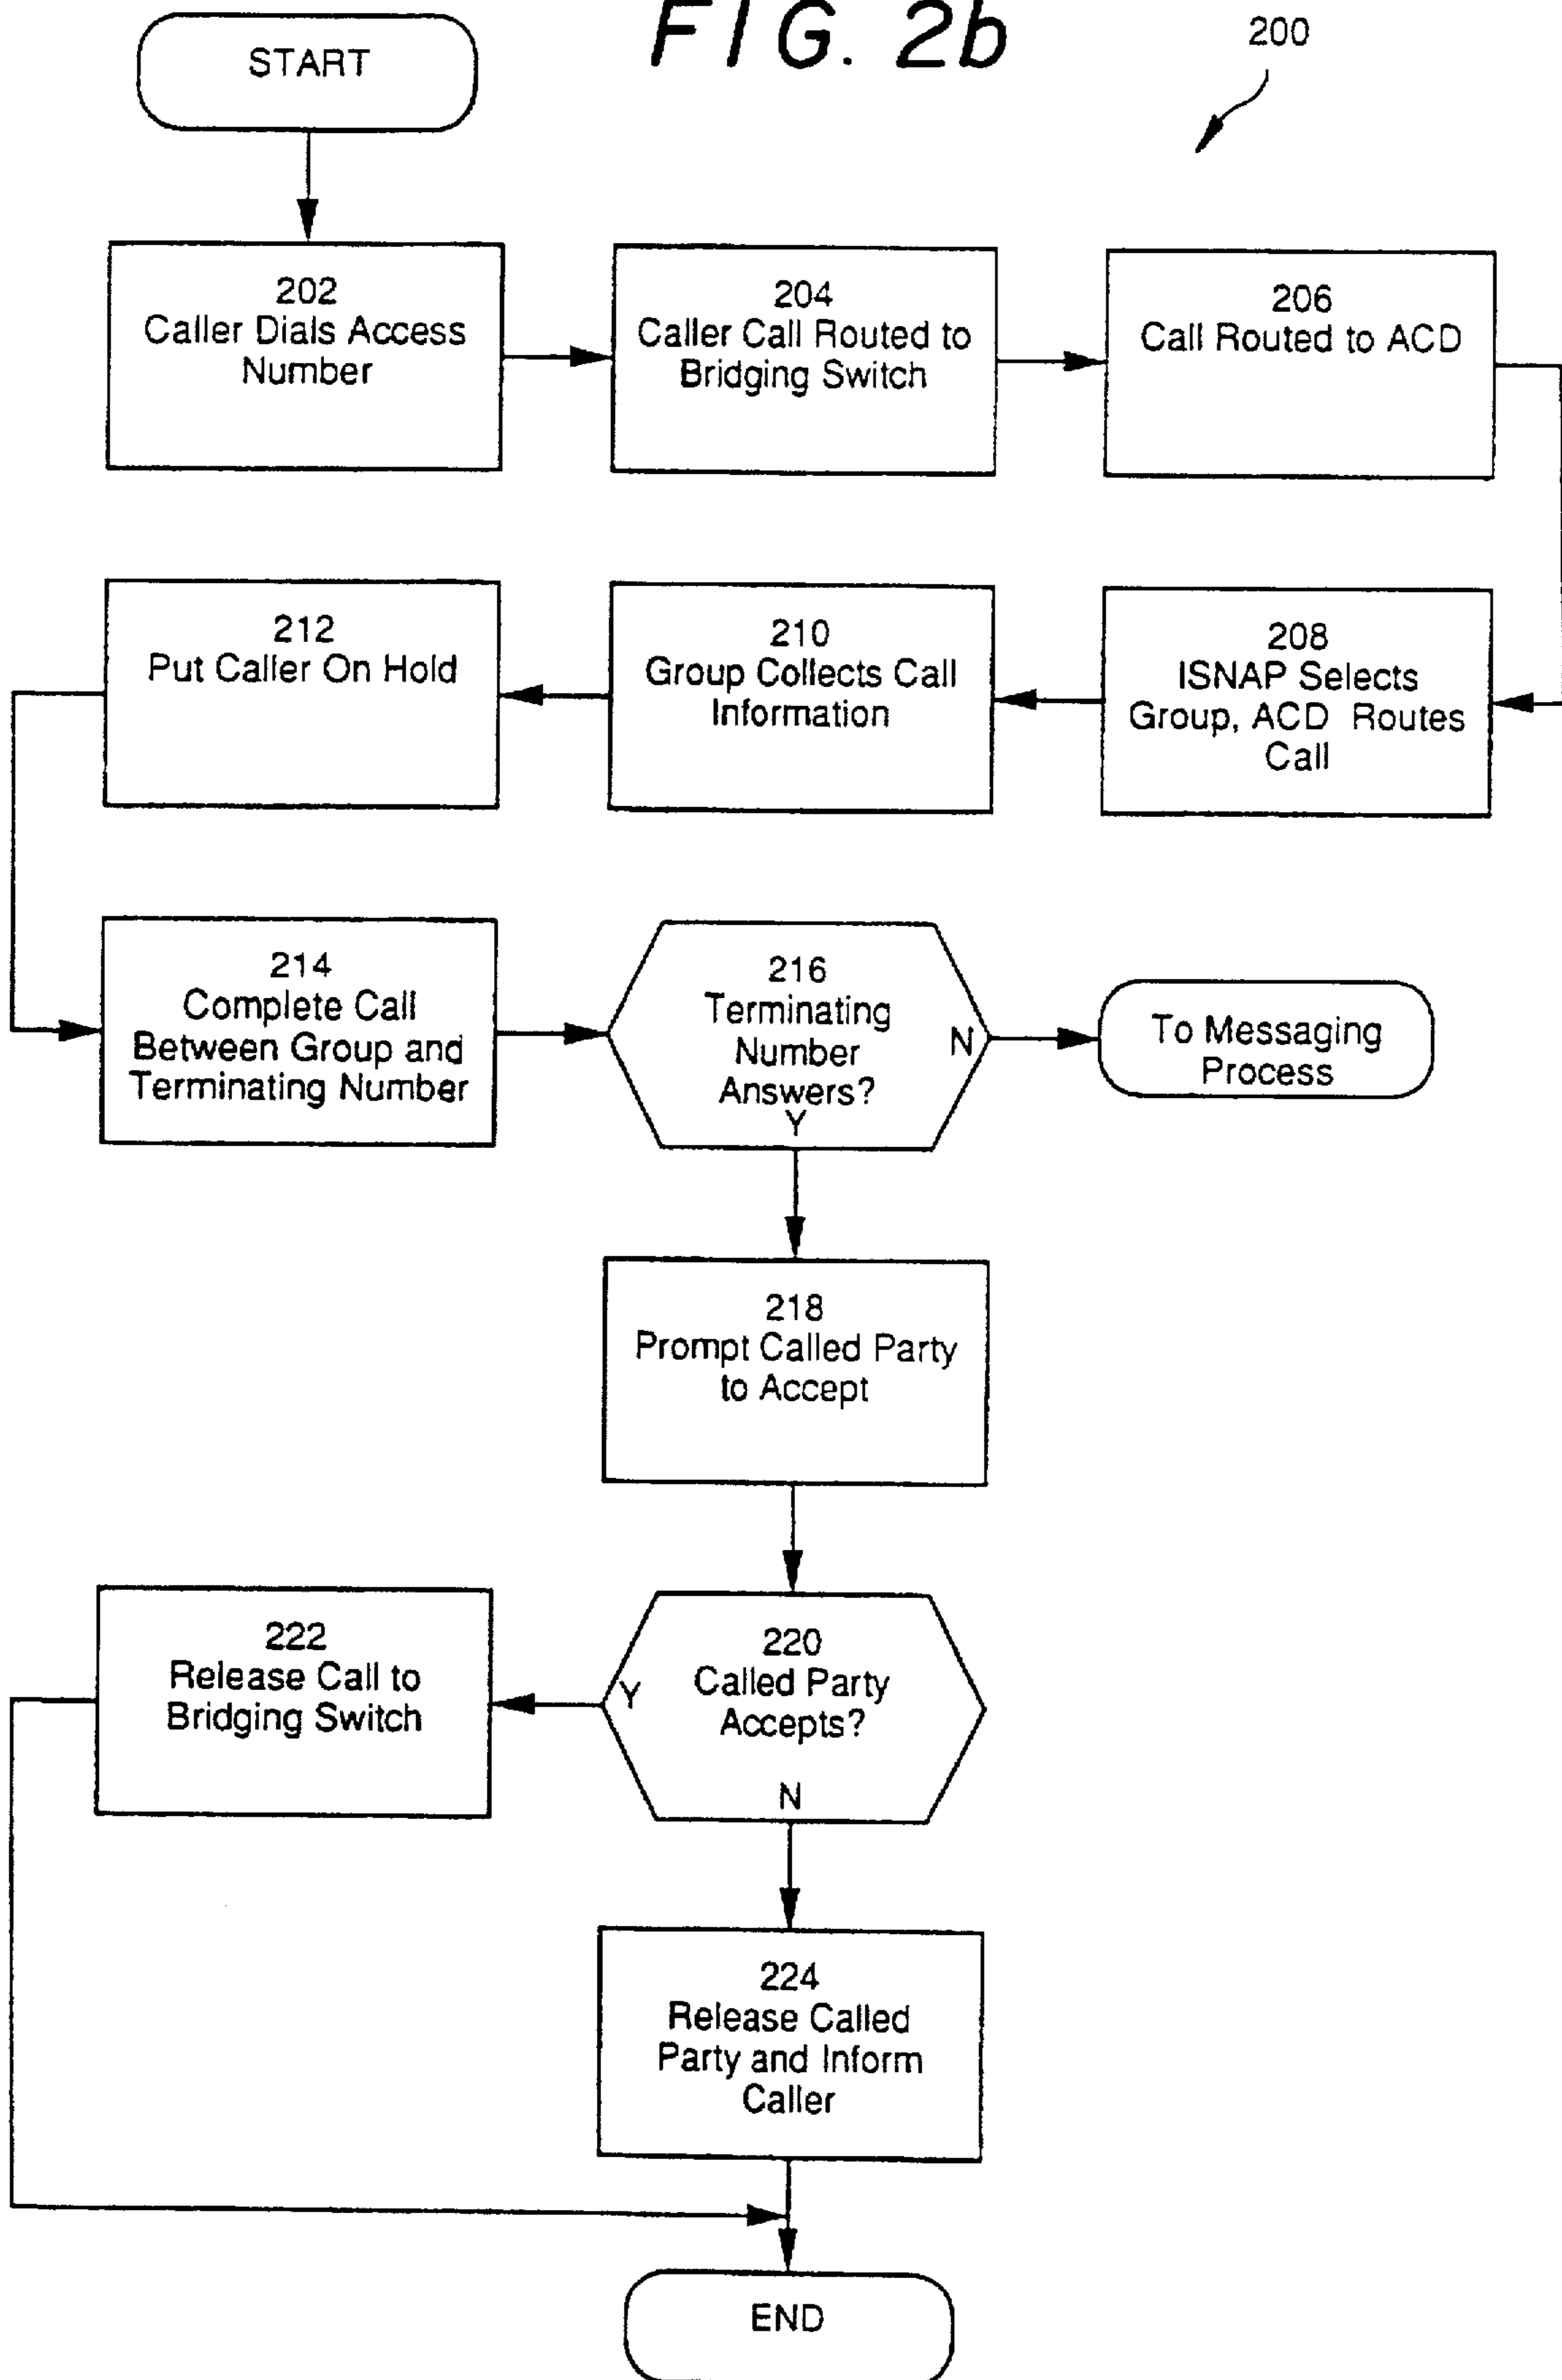 FIG. 2b
200
START
202
Caller Dials Access
Number
204
Caller Call Routed to
Bridging Switch
206
Call Routed to ACD
212
Put Caller On Hold
210
Group Collects Call
Information
208
ISNAP Selects
Group, ACD Routes
Call
214
Complete Call
Between Group and
Terminating Number
216
Terminating
Number
Answers?
N
Y
To Messaging
Process
218
Prompt Called Party
to Accept
222
Release Call to
Bridging Switch
220
Called Party
Accepts?
Y
N
224
Release Called
Party and Inform
Caller
END